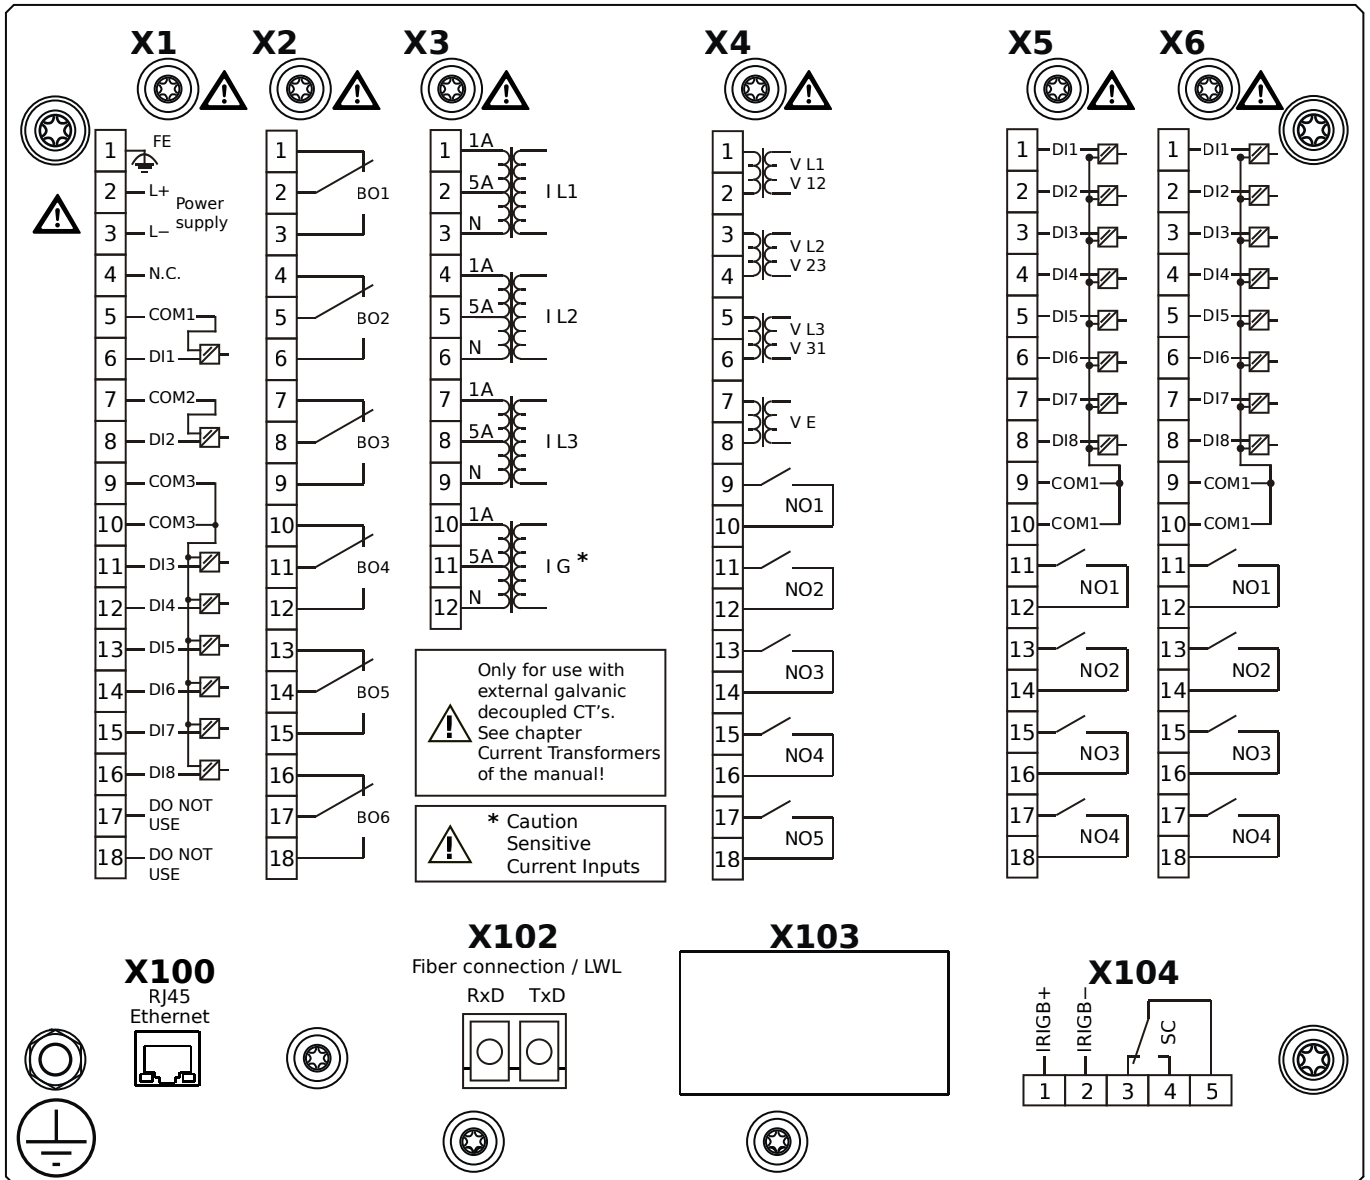 X1
X2
X3
X4
X5
X6
1 FE
2 L+
Power
supply
3 L−
4 N.C.
5 COM1
6 DI1
7 COM2
8 DI2
9 COM3
10 COM3
11 DI3
12 DI4
13 DI5
14 DI6
15 DI7
16 DI8
17 DO NOT
USE
18 DO NOT
USE
1
2 BO1
3
4
5 BO2
6
7
8 BO3
9
10
11 BO4
12
13
14 BO5
15
16
17 BO6
18
1 1A
2 5A I L1
3 N
4 1A
5 5A I L2
6 N
7 1A
8 5A I L3
9 N
10 1A
11 5A I G *
12 N
Only for use with
external galvanic
decoupled CT's.
See chapter
Current Transformers
of the manual!
* Caution
Sensitive
Current Inputs
1 V L1
2 V 12
3 V L2
4 V 23
5 V L3
6 V 31
7
V E
8
9
NO1
10
11
NO2
12
13
NO3
14
15
NO4
16
17
NO5
18
1 DI1
2 DI2
3 DI3
4 DI4
5 DI5
6 DI6
7 DI7
8 DI8
9 COM1
10 COM1
11
NO1
12
13
NO2
14
15
NO3
16
17
NO4
18
1 DI1
2 DI2
3 DI3
4 DI4
5 DI5
6 DI6
7 DI7
8 DI8
9 COM1
10 COM1
11
NO1
12
13
NO2
14
15
NO3
16
17
NO4
18
X100
RJ45
Ethernet
X102
Fiber connection / LWL
RxD TxD
X103
X104
IRIGB+
IRIGB−
SC
1 2 3 4 5